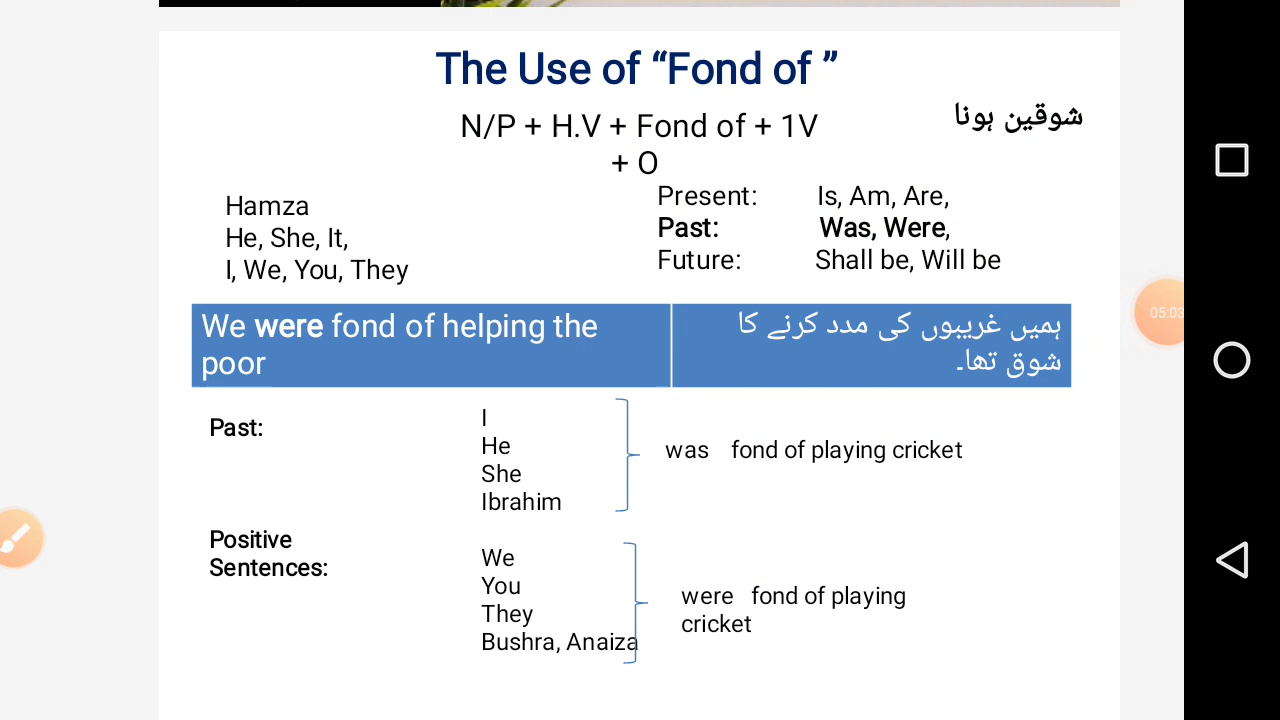 The Use of “Fond of ”
شوقین ہونا
N/P + H.V + Fond of + 1V
+ O
Hamza
He, She, It,
I, We, You, They
Present: Is, Am, Are,
Past: Was, Were,
Future: Shall be, Will be
We were fond of helping the
poor
ہمیں غریبوں کی مدد کرنے کا
شوق تھا۔
05:03
Past:
I
He
She
Ibrahim
was fond of playing cricket
Positive
Sentences:
We
You
They
Bushra, Anaiza
were fond of playing
cricket